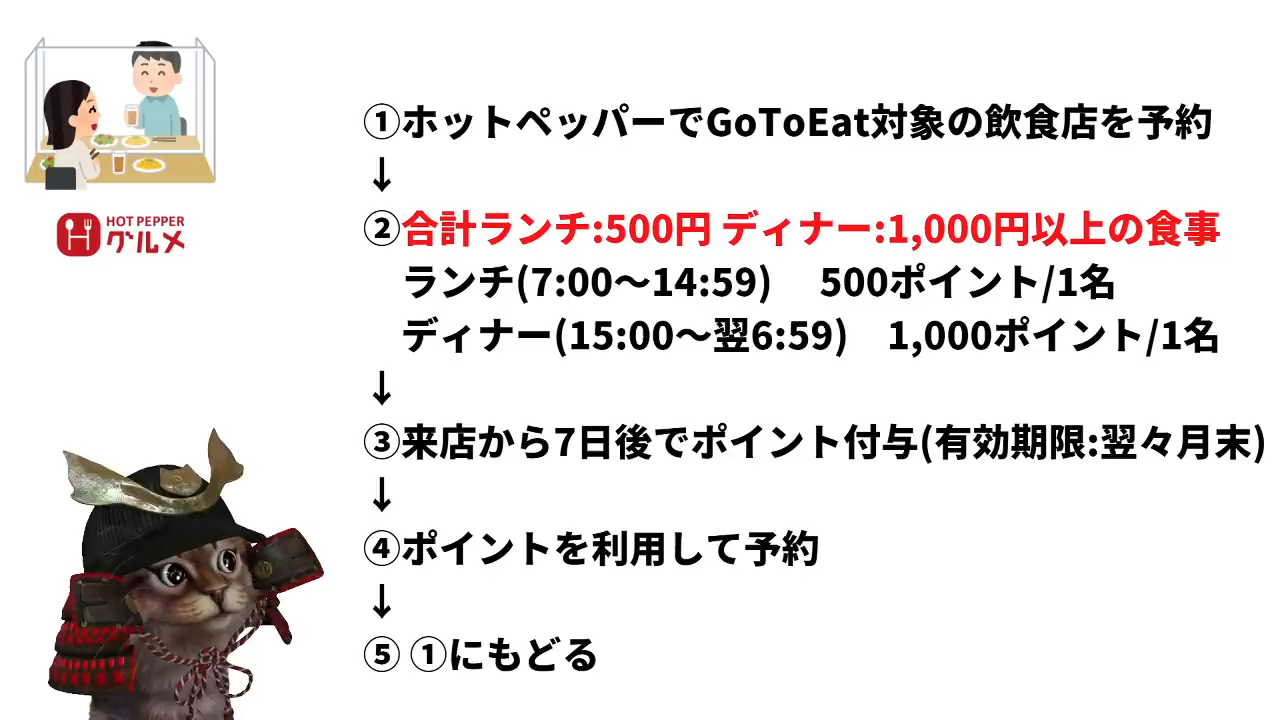 HOT PEPPER
グルメ
①ホットペッパーでGoToEat対象の飲食店を予約
↓
②合計ランチ:500円 ディナー:1,000円以上の食事
ランチ(7:00～14:59)　500ポイント/1名
ディナー(15:00～翌6:59)　1,000ポイント/1名
↓
③来店から7日後でポイント付与(有効期限:翌々月末)
↓
④ポイントを利用して予約
↓
⑤ ①にもどる